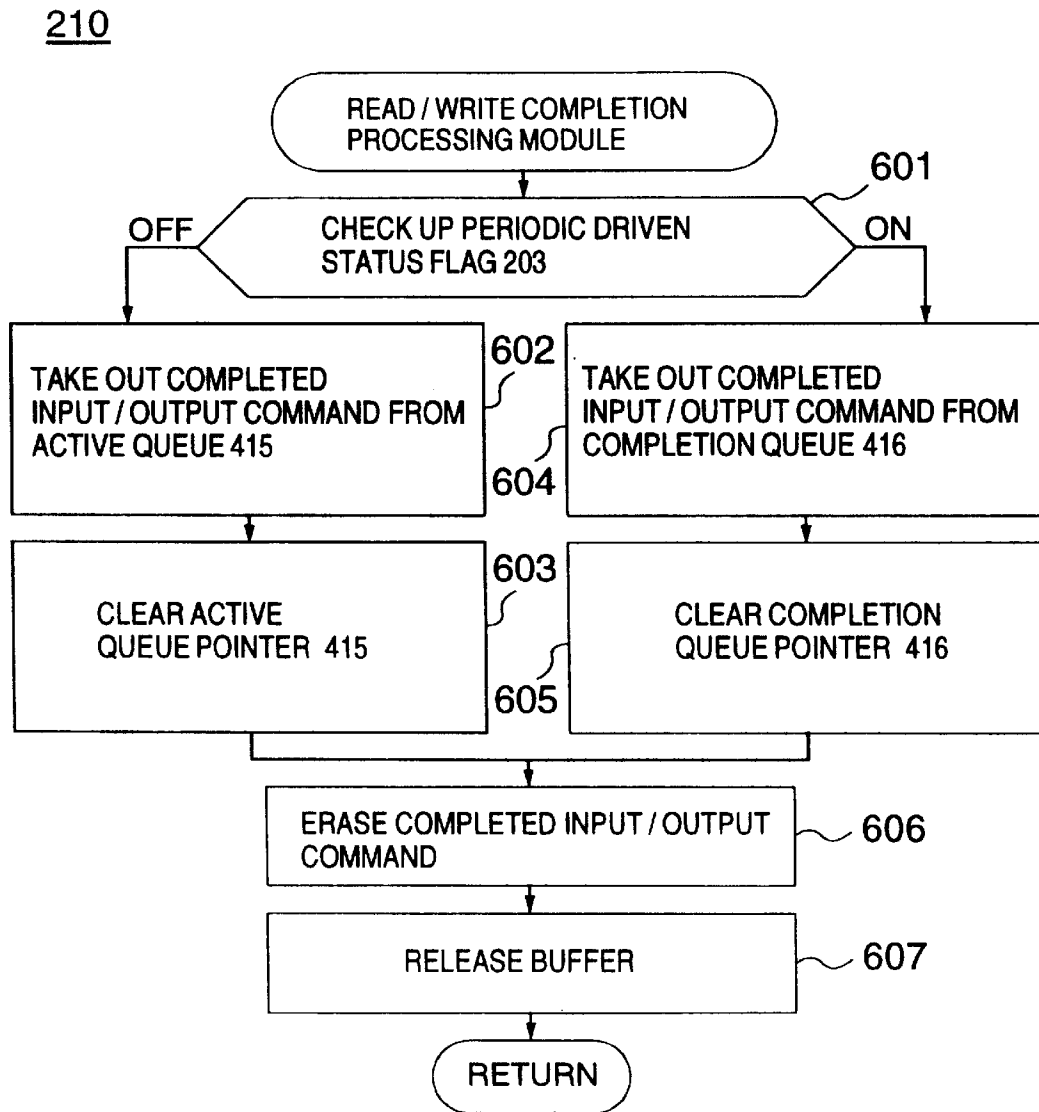 210
READ / WRITE COMPLETION
PROCESSING MODULE
601
OFF
CHECK UP PERIODIC DRIVEN
STATUS FLAG 203
ON
602
TAKE OUT COMPLETED
INPUT / OUTPUT COMMAND FROM
ACTIVE QUEUE 415
604
TAKE OUT COMPLETED
INPUT / OUTPUT COMMAND FROM
COMPLETION QUEUE 416
603
CLEAR ACTIVE
QUEUE POINTER 415
605
CLEAR COMPLETION
QUEUE POINTER 416
ERASE COMPLETED INPUT / OUTPUT
COMMAND
606
RELEASE BUFFER
607
RETURN